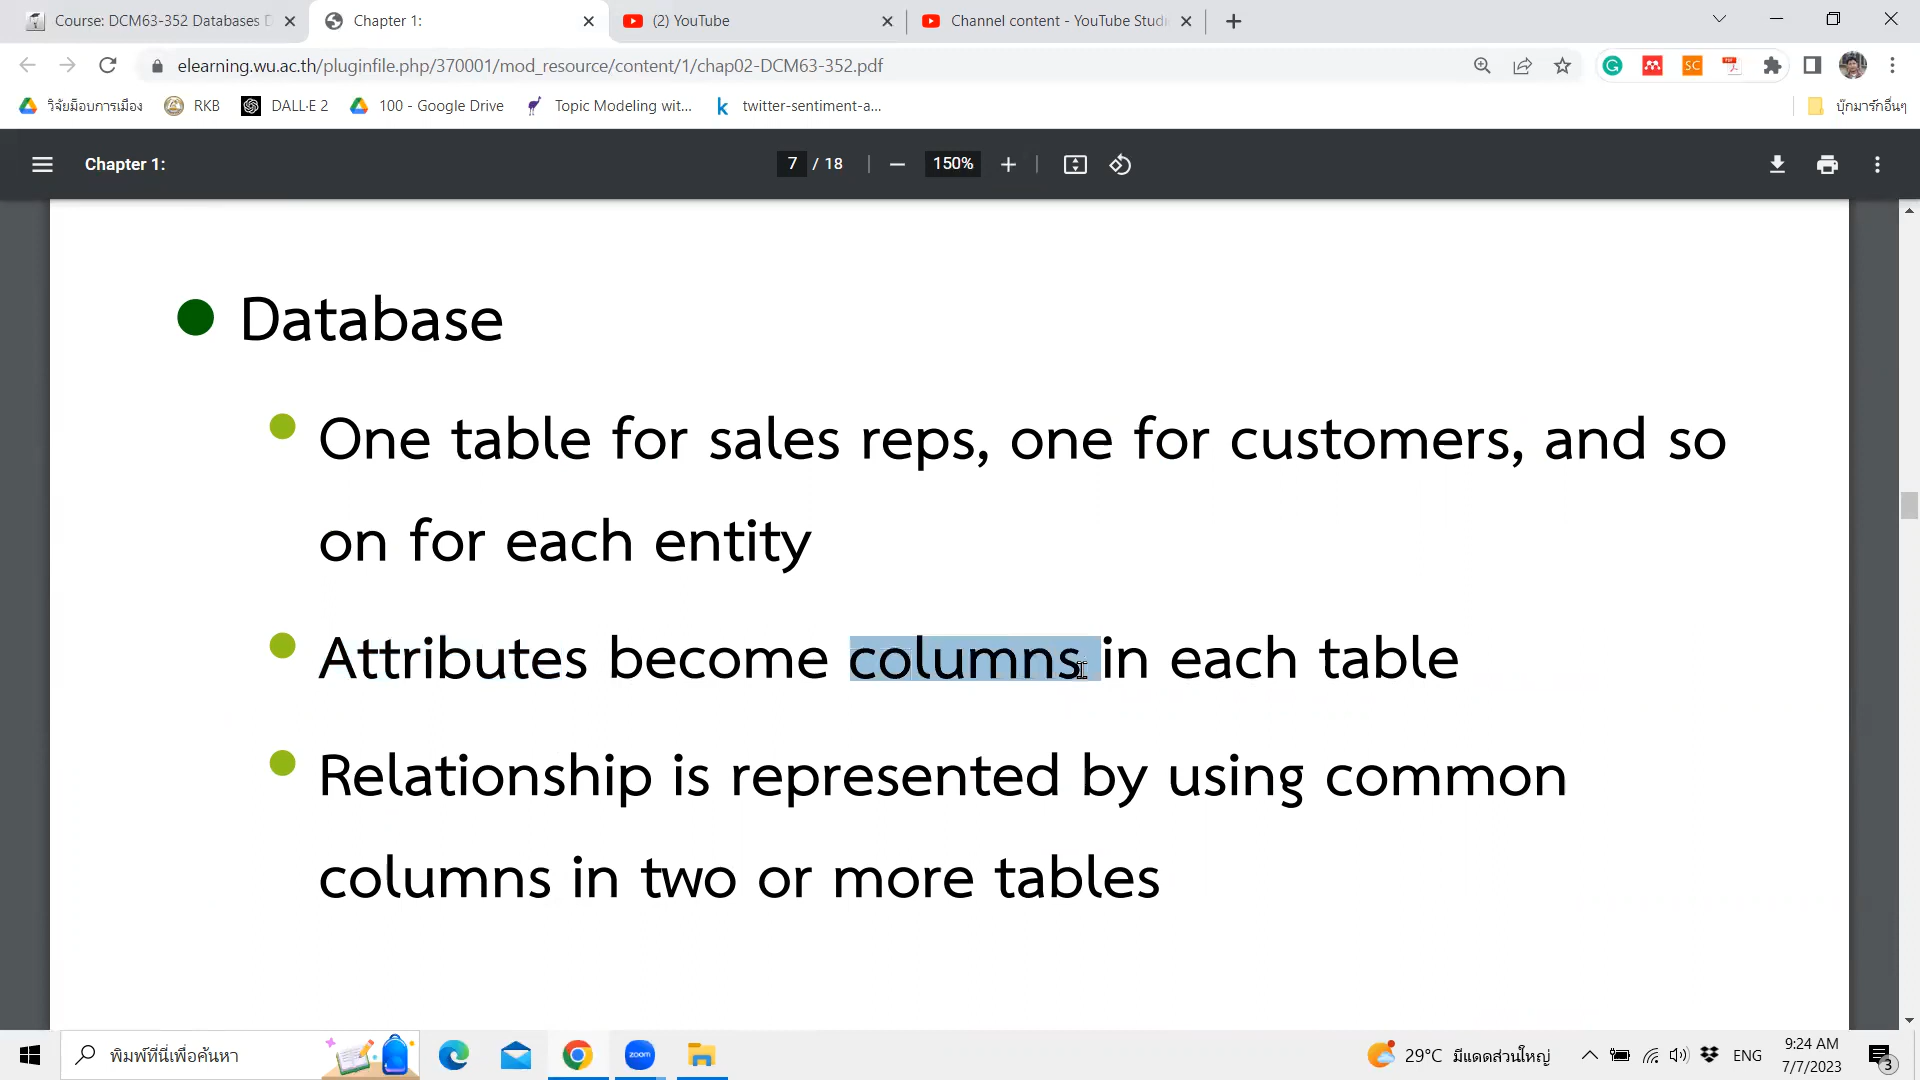 Course: DCM63-352 Databases D
Chapter 1:
(2) YouTube
Channel content - YouTube Studi
elearning.wu.ac.th/pluginfile.php/370001/mod_resource/content/1/chap02-DCM63-352.pdf
วิจัยม็อบการเมือง
RKB
DALL·E 2
100 - Google Drive
Topic Modeling wit...
twitter-sentiment-a...
บุ๊กมาร์กอื่นๆ
Chapter 1:
7 / 18
150%
Database
One table for sales reps, one for customers, and so
on for each entity
Attributes become columns in each table
Relationship is represented by using common
columns in two or more tables
พิมพ์ที่นี่เพื่อค้นหา
zoom
29°C มีแดดส่วนใหญ่
ENG
9:24 AM
7/7/2023
3